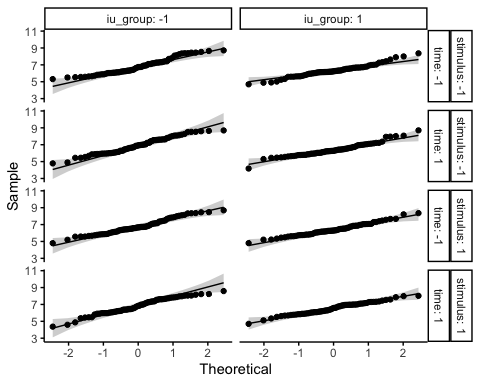 iu_group: -1
iu_group: 1
11
9
7
5
3
time: -1
stimulus: -1
11
9
7
5
3
time: 1
stimulus: -1
11
9
7
5
3
time: -1
stimulus: 1
11
9
7
5
3
time: 1
stimulus: 1
Sample
-2 -1 0 1 2 -2 -1 0 1 2
Theoretical